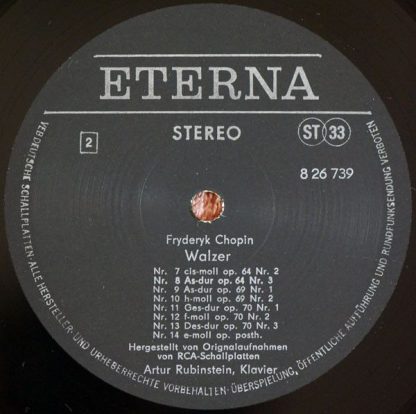 ETERNA
2
STEREO
ST 33
8 26 739
Fryderyk Chopin
Walzer
Nr. 7 cis-moll op. 64 Nr. 2
Nr. 8 As-dur op. 64 Nr. 3
Nr. 9 As-dur op. 69 Nr. 1
Nr. 10 h-moll op. 69 Nr. 2
Nr. 11 Ges-dur op. 70 Nr. 1
Nr. 12 f-moll op. 70 Nr. 2
Nr. 13 Des-dur op. 70 Nr. 3
Nr. 14 e-moll op. posth.
Hergestellt von Orignalaufnahmen
von RCA-Schallplatten
Artur Rubinstein, Klavier
VEB DEUTSCHE SCHALLPLATTEN · ALLE HERSTELLER- UND URHEBERRECHTE VORBEHALTEN · ÜBERSPIELUNG, ÖFFENTLICHE AUFFÜHRUNG UND RUNDFUNKSENDUNG VERBOTEN